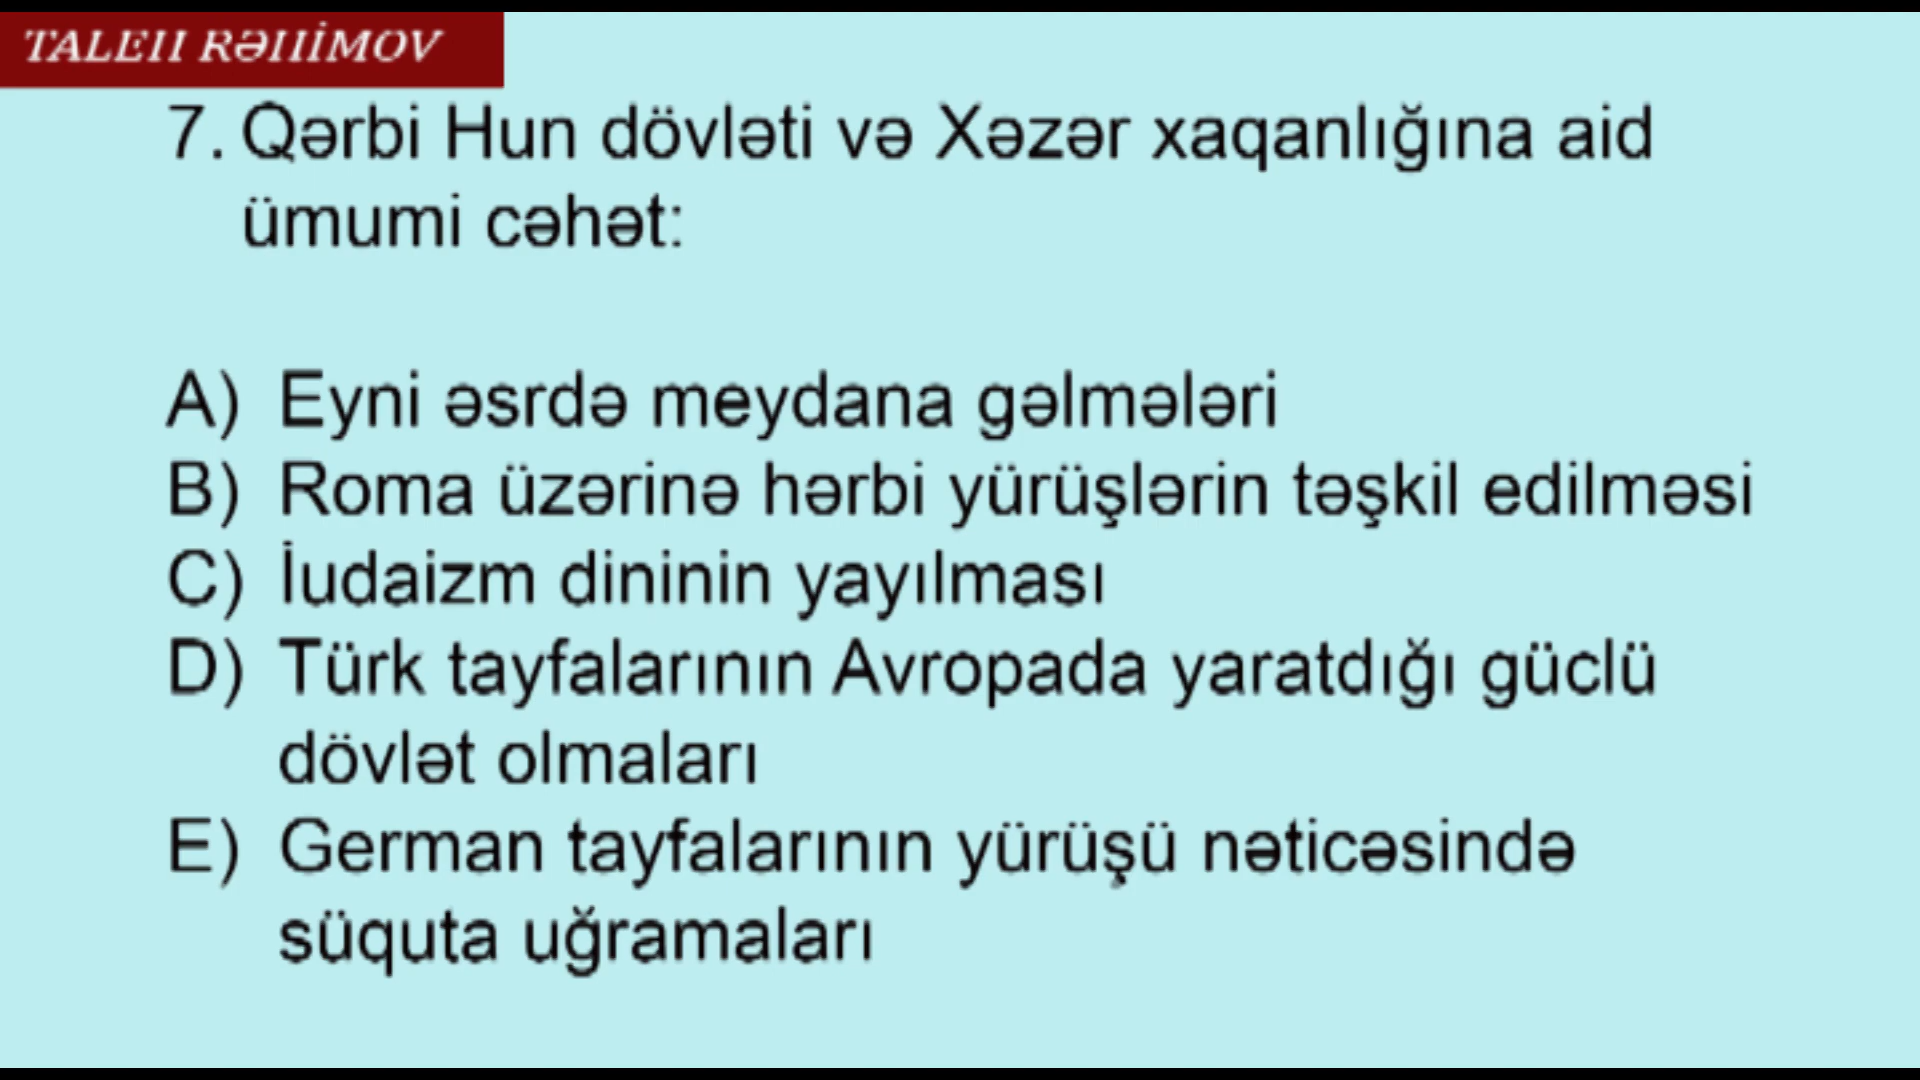 TALEH RƏHİMOV
7. Qərbi Hun dövləti və Xəzər xaqanlığına aid
ümumi cəhət:
A) Eyni əsrdə meydana gəlmələri
B) Roma üzərinə hərbi yürüşlərin təşkil edilməsi
C) İudaizm dininin yayılması
D) Türk tayfalarının Avropada yaratdığı güclü
dövlət olmaları
E) German tayfalarının yürüşü nəticəsində
süquta uğramaları